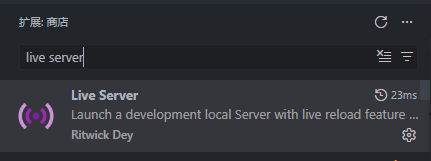 扩展: 商店
live server
Live Server
23ms
Launch a development local Server with live reload feature ...
Ritwick Dey